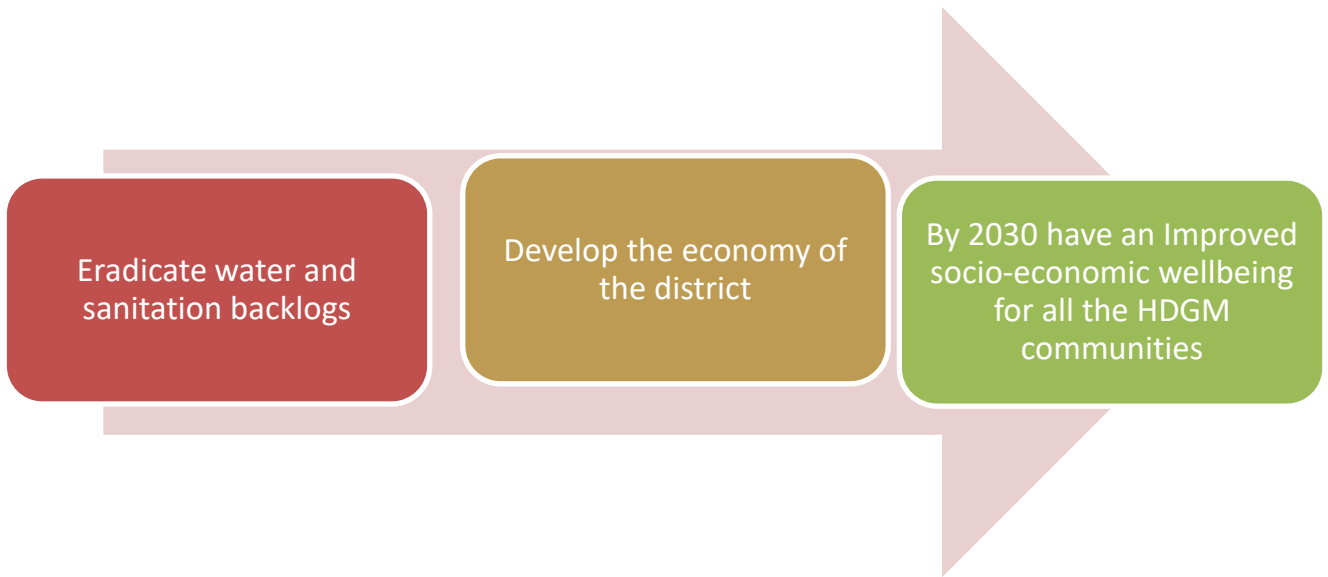 Eradicate water and
sanitation backlogs
Develop the economy of
the district
By 2030 have an Improved
socio-economic wellbeing
for all the HDGM
communities